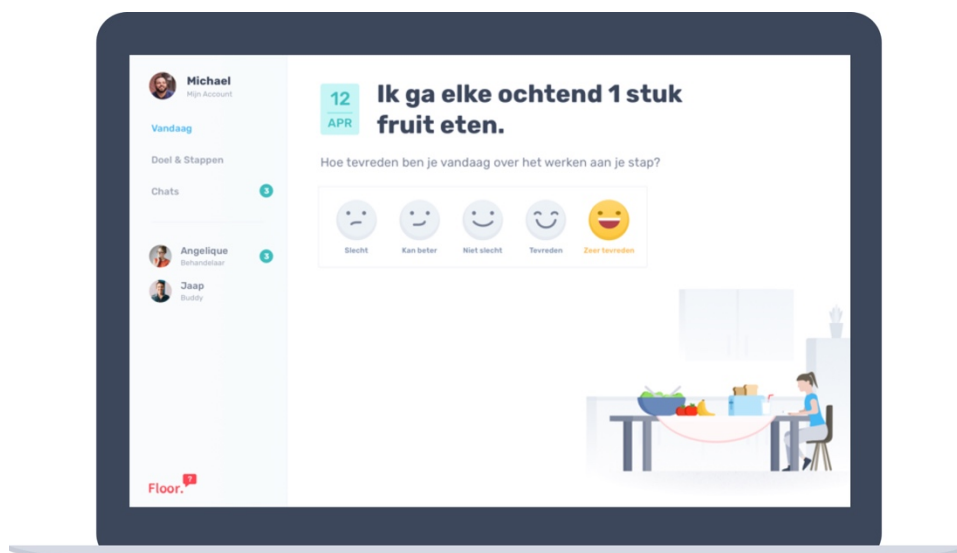 Michael
Mijn Account
Vandaag
Doel & Stappen
Chats
3
Angelique
Behandelaar
3
Jaap
Buddy
Floor.
?
12
APR
Ik ga elke ochtend 1 stuk
fruit eten.
Hoe tevreden ben je vandaag over het werken aan je stap?
Slecht
Kan beter
Niet slecht
Tevreden
Zeer tevreden